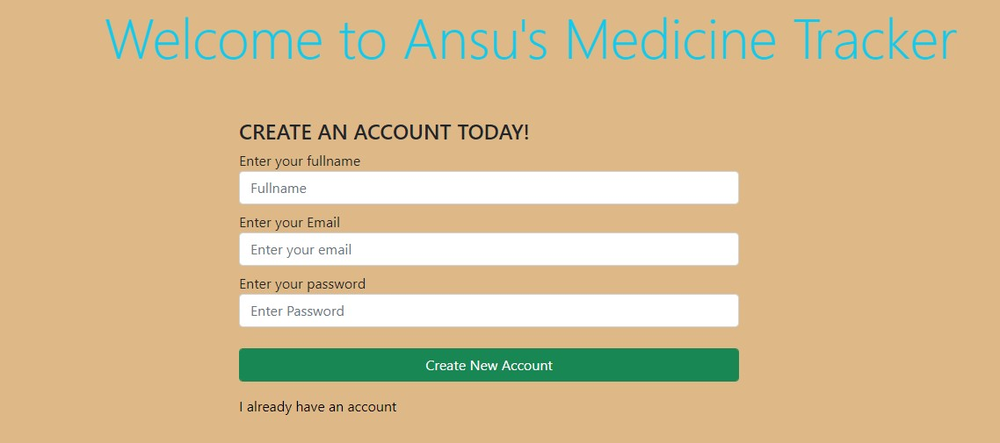 Welcome to Ansu's Medicine Tracker
CREATE AN ACCOUNT TODAY!
Enter your fullname
Fullname
Enter your Email
Enter your email
Enter your password
Enter Password
Create New Account
I already have an account